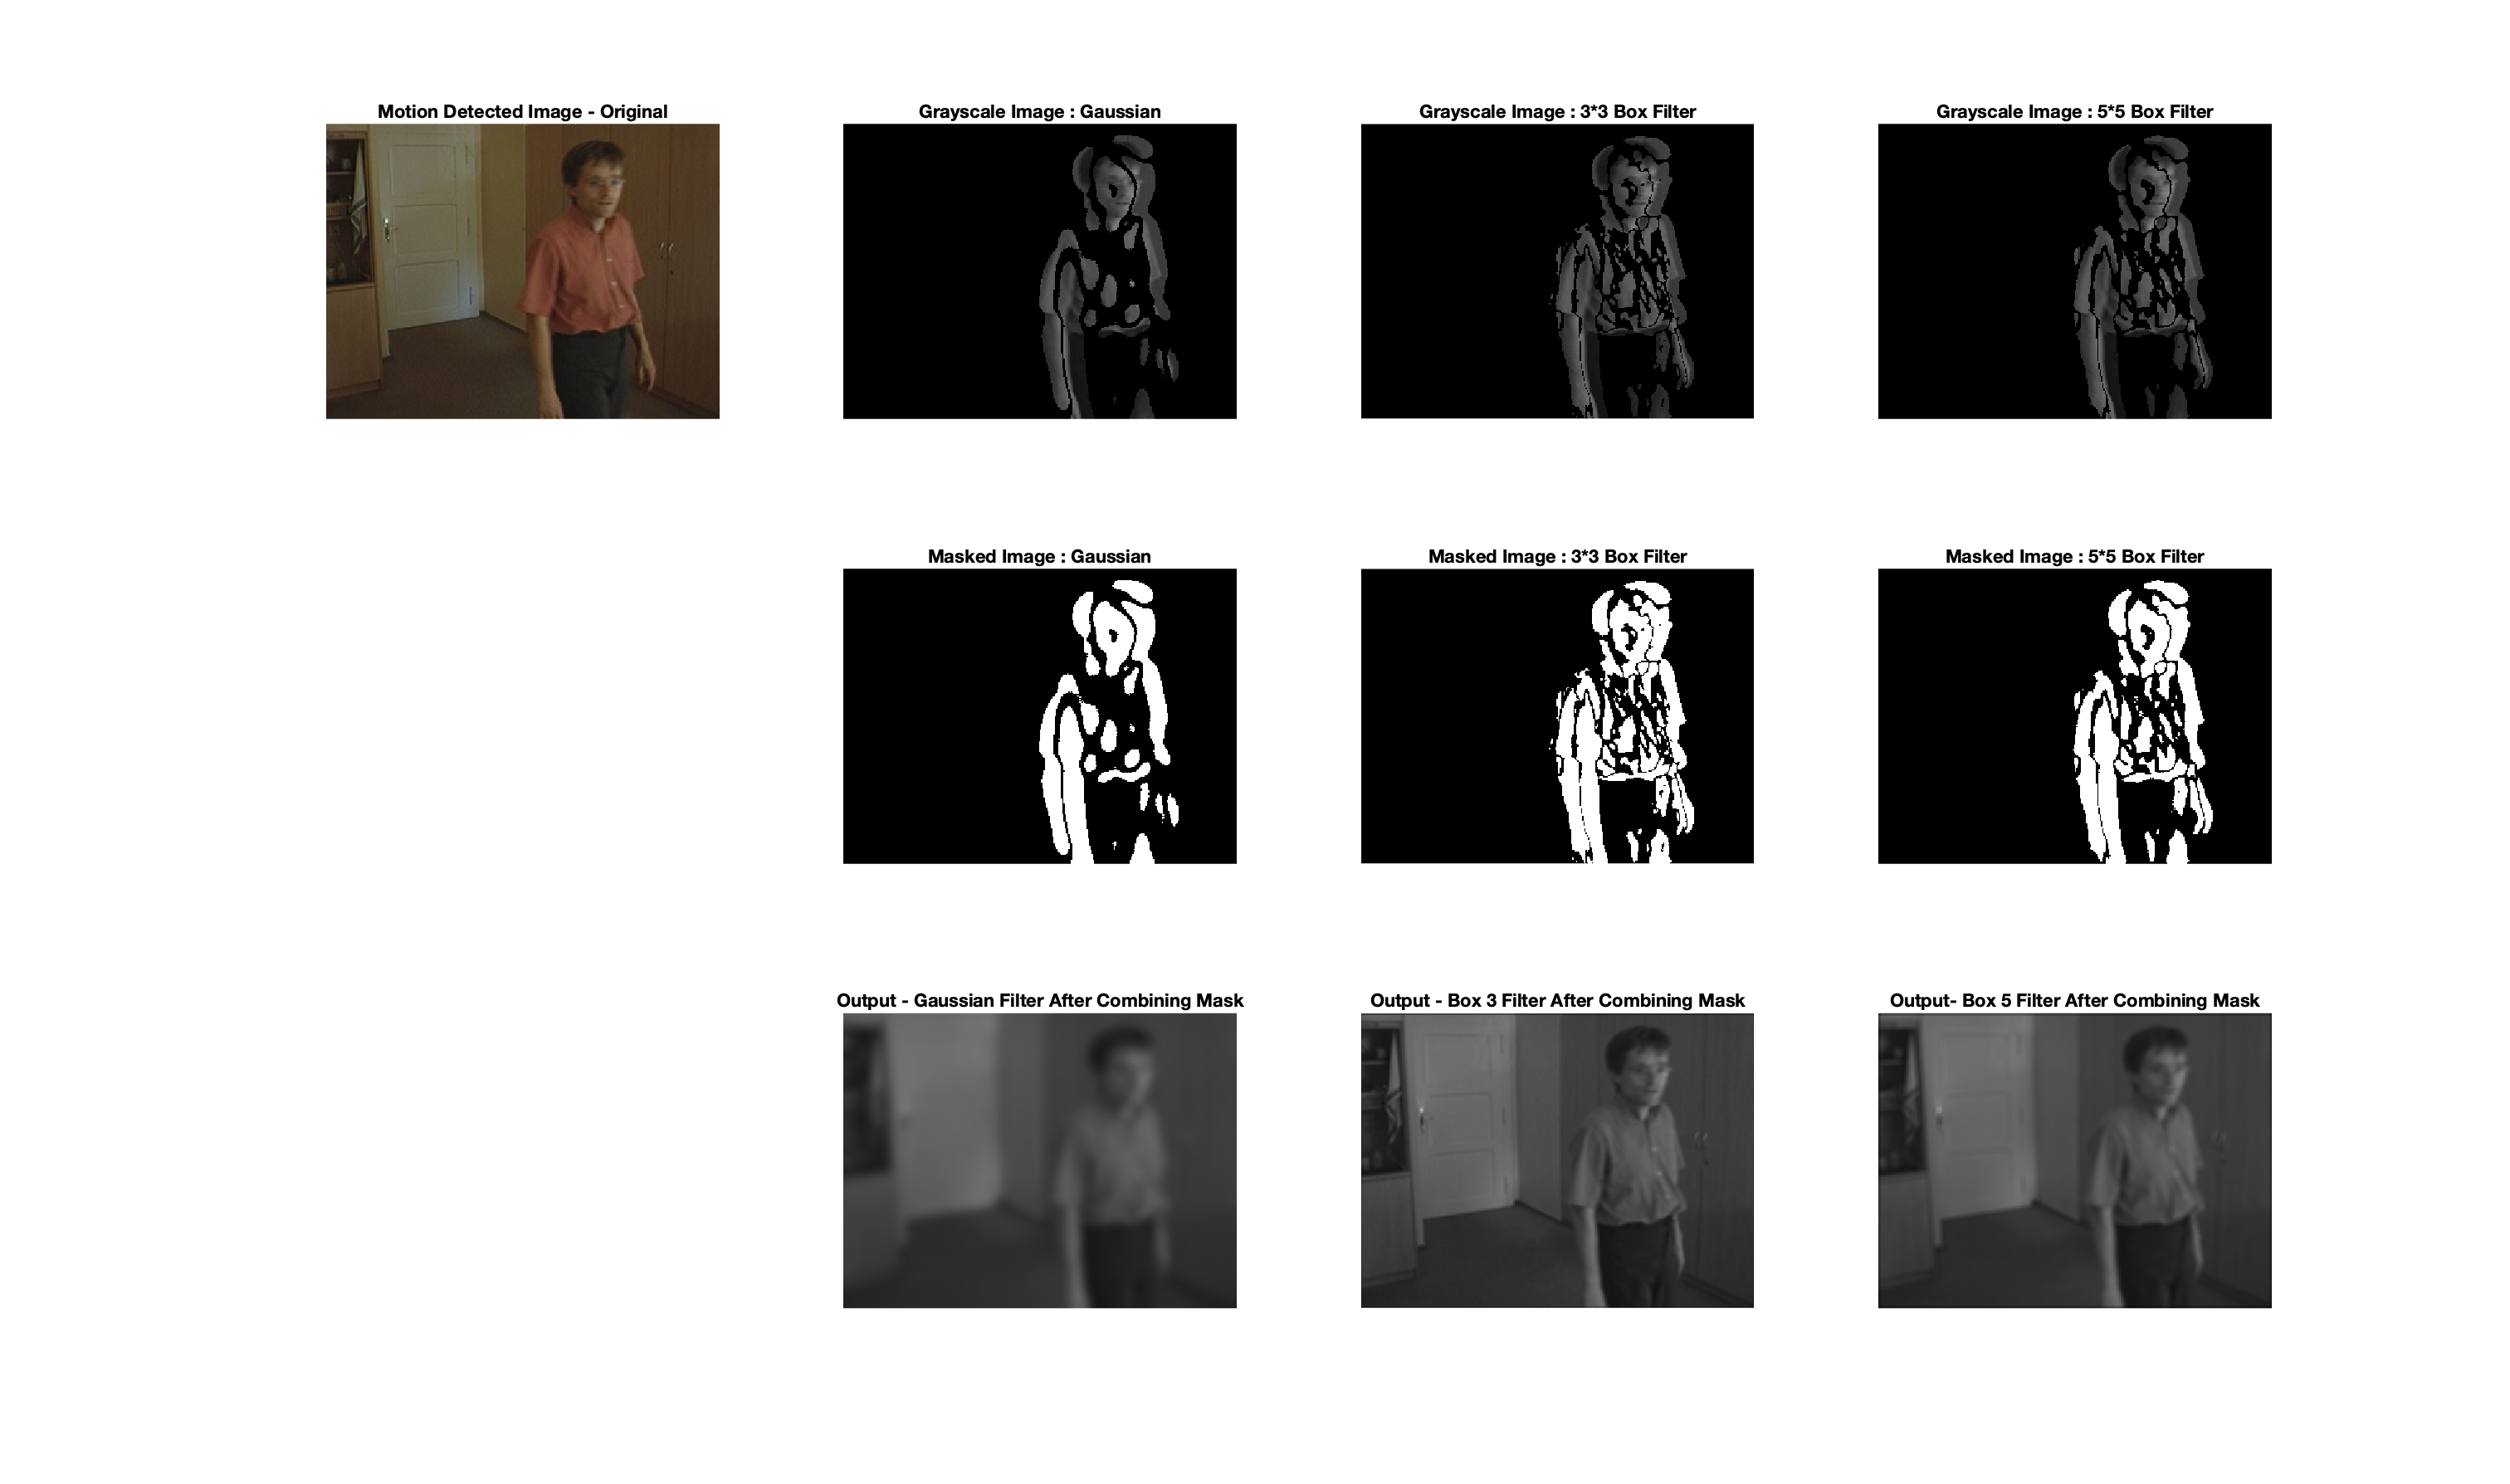 Motion Detected Image - Original
Grayscale Image : Gaussian
Grayscale Image : 3*3 Box Filter
Grayscale Image : 5*5 Box Filter
Masked Image : Gaussian
Masked Image : 3*3 Box Filter
Masked Image : 5*5 Box Filter
Output - Gaussian Filter After Combining Mask
Output - Box 3 Filter After Combining Mask
Output- Box 5 Filter After Combining Mask